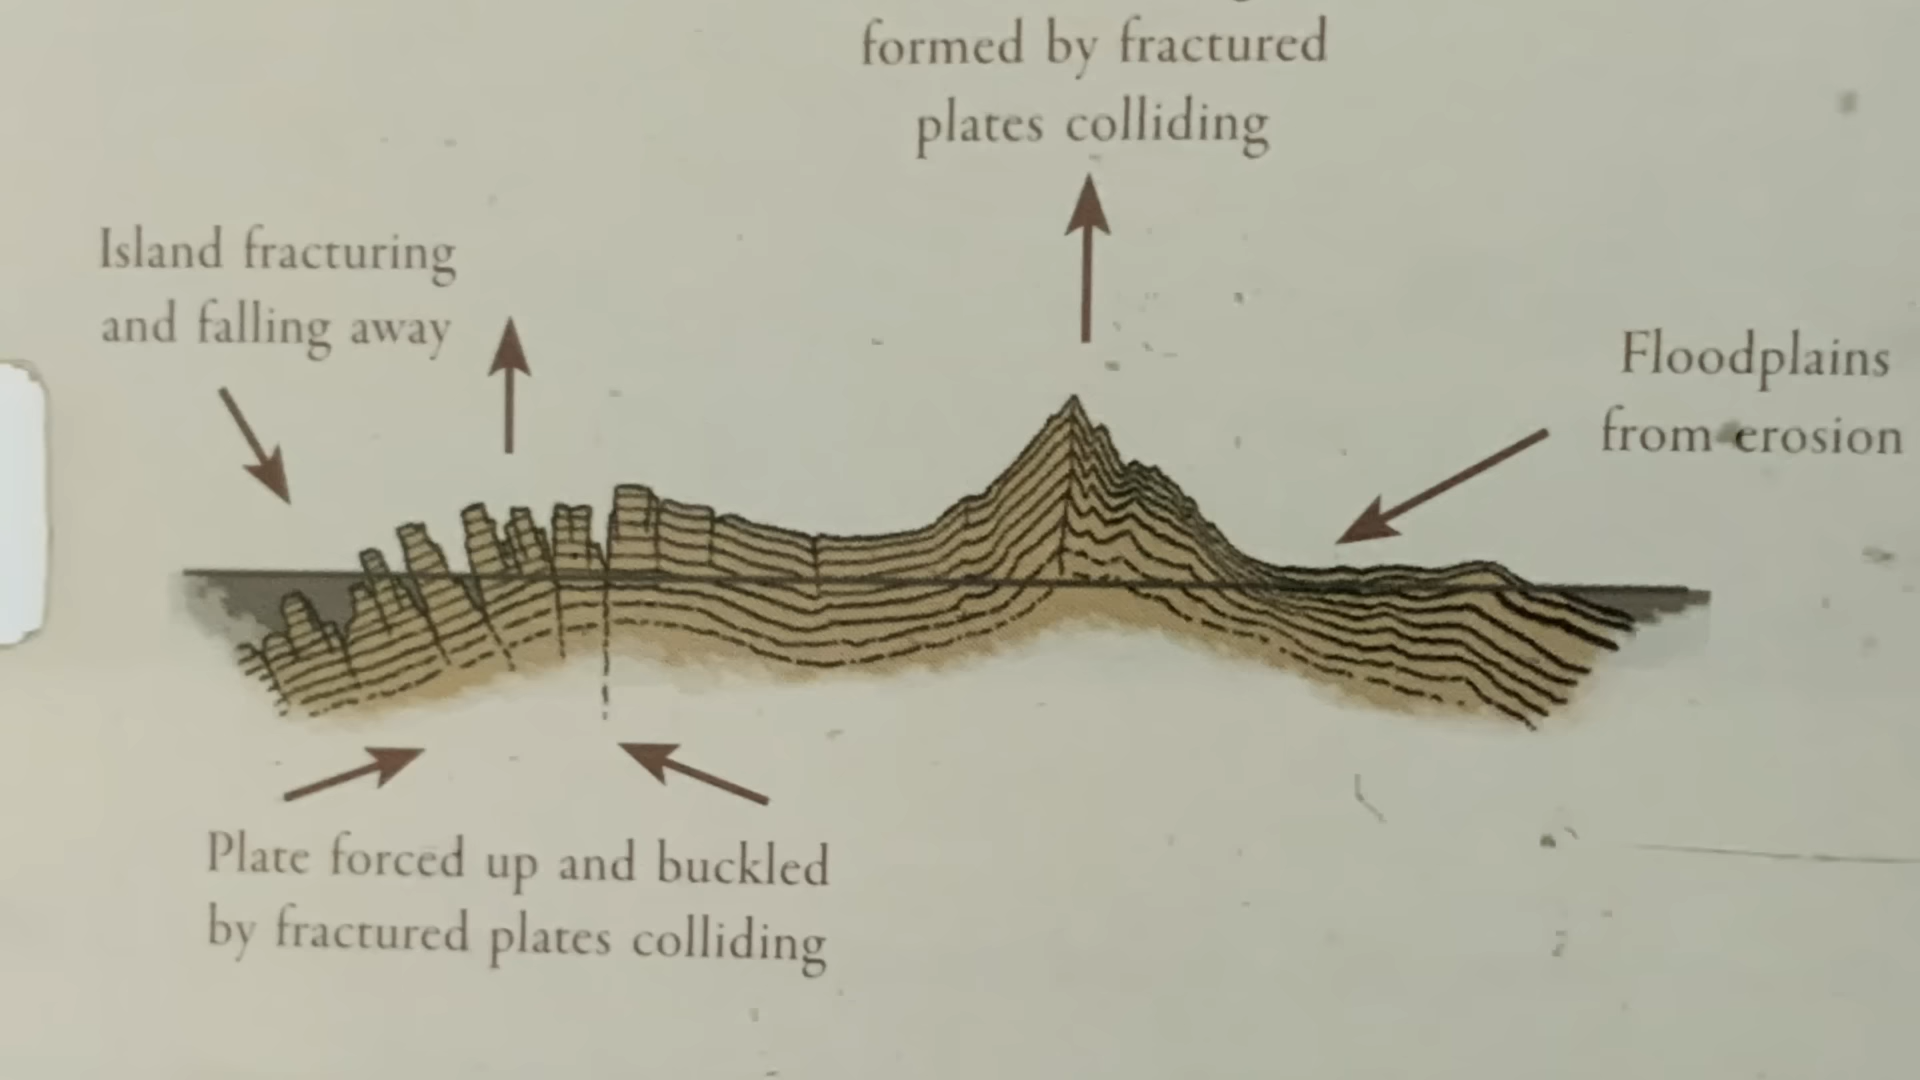 formed by fractured
plates colliding
Island fracturing
and falling away
Floodplains
from erosion
Plate forced up and buckled
by fractured plates colliding